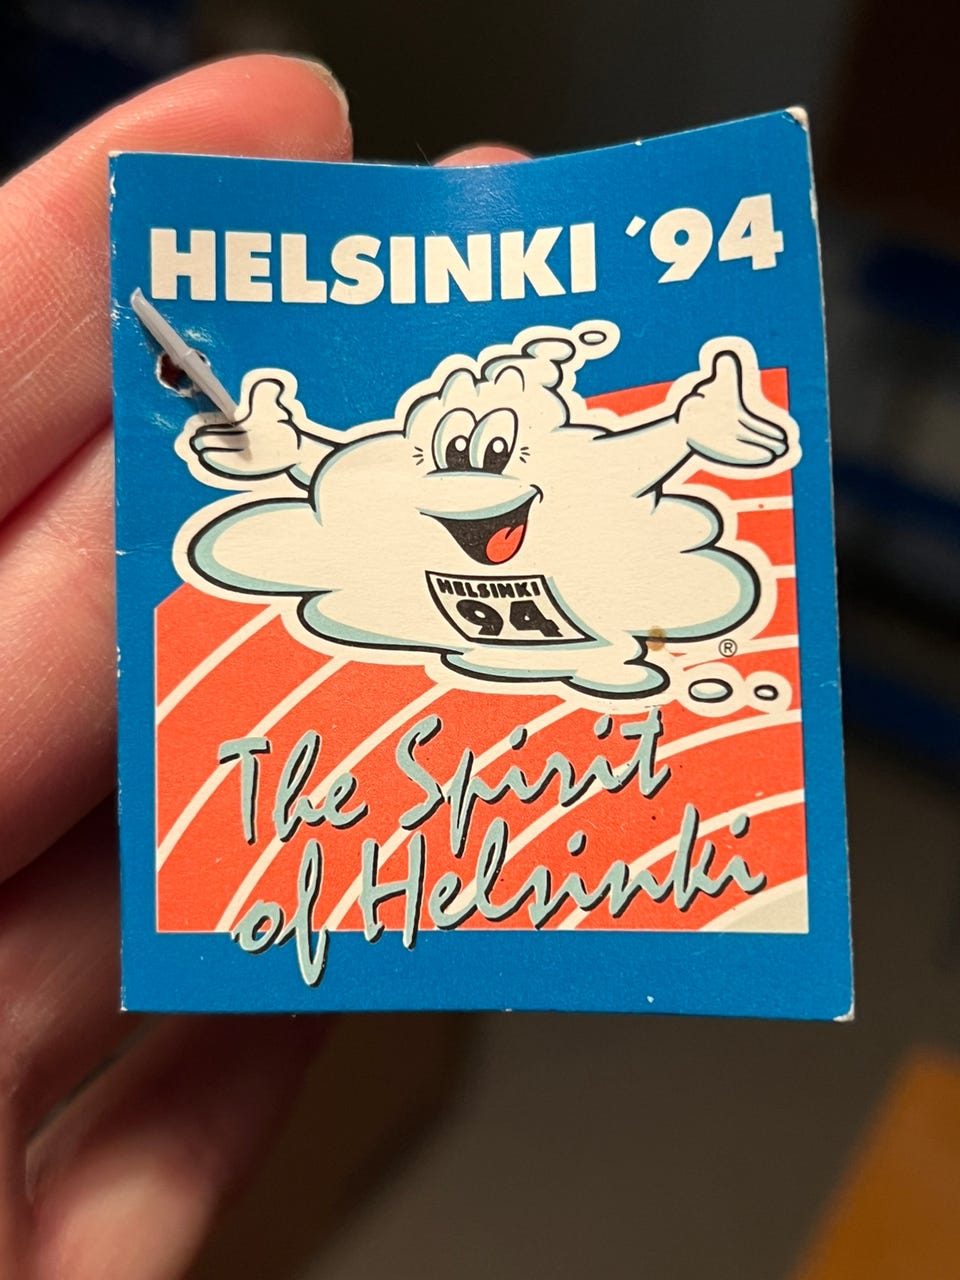 HELSINKI '94
HELSINKI
94
®
The Spirit
of Helsinki